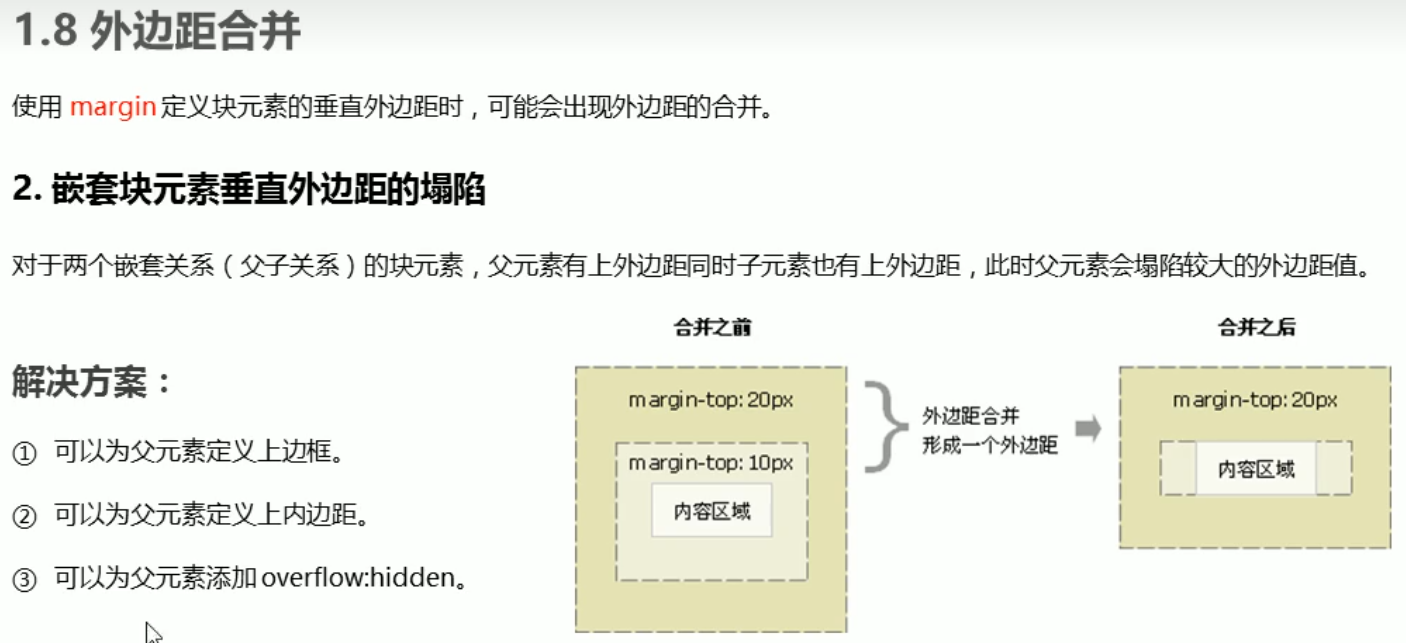 1.8 外边距合并
使用 margin 定义块元素的垂直外边距时，可能会出现外边距的合并。
2. 嵌套块元素垂直外边距的塌陷
对于两个嵌套关系（父子关系）的块元素，父元素有上外边距同时子元素也有上外边距，此时父元素会塌陷较大的外边距值。
解决方案：
① 可以为父元素定义上边框。
② 可以为父元素定义上内边距。
③ 可以为父元素添加overflow:hidden。
合并之前
margin-top: 20px
margin-top: 10px
内容区域
外边距合并
形成一个外边距
合并之后
margin-top: 20px
内容区域